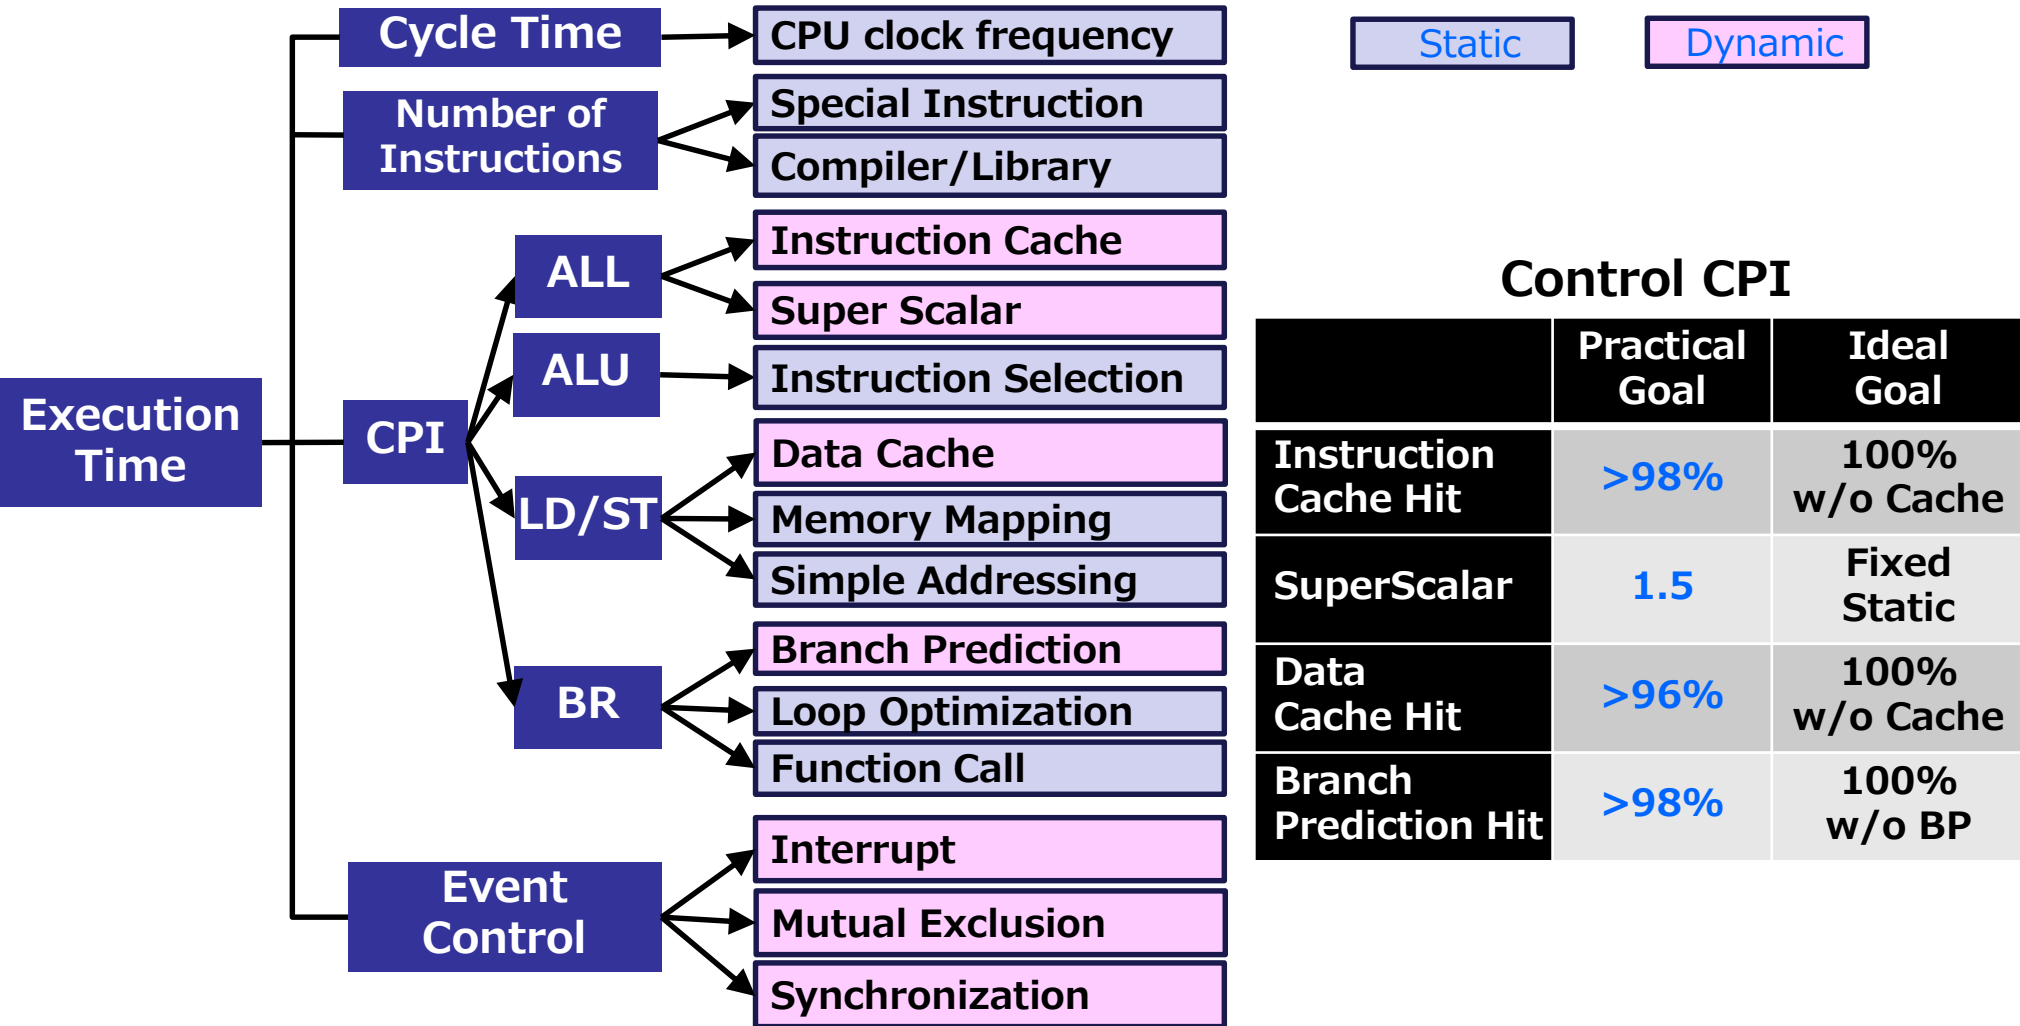 Execution
Time
Cycle Time
Number of
Instructions
CPI
ALL
ALU
LD/ST
BR
Event
Control
CPU clock frequency
Special Instruction
Compiler/Library
Instruction Cache
Super Scalar
Instruction Selection
Data Cache
Memory Mapping
Simple Addressing
Branch Prediction
Loop Optimization
Function Call
Interrupt
Mutual Exclusion
Synchronization
Static
Dynamic
Control CPI
Practical
Goal
Ideal
Goal
Instruction
Cache Hit
>98%
100%
w/o Cache
SuperScalar
1.5
Fixed
Static
Data
Cache Hit
>96%
100%
w/o Cache
Branch
Prediction Hit
>98%
100%
w/o BP